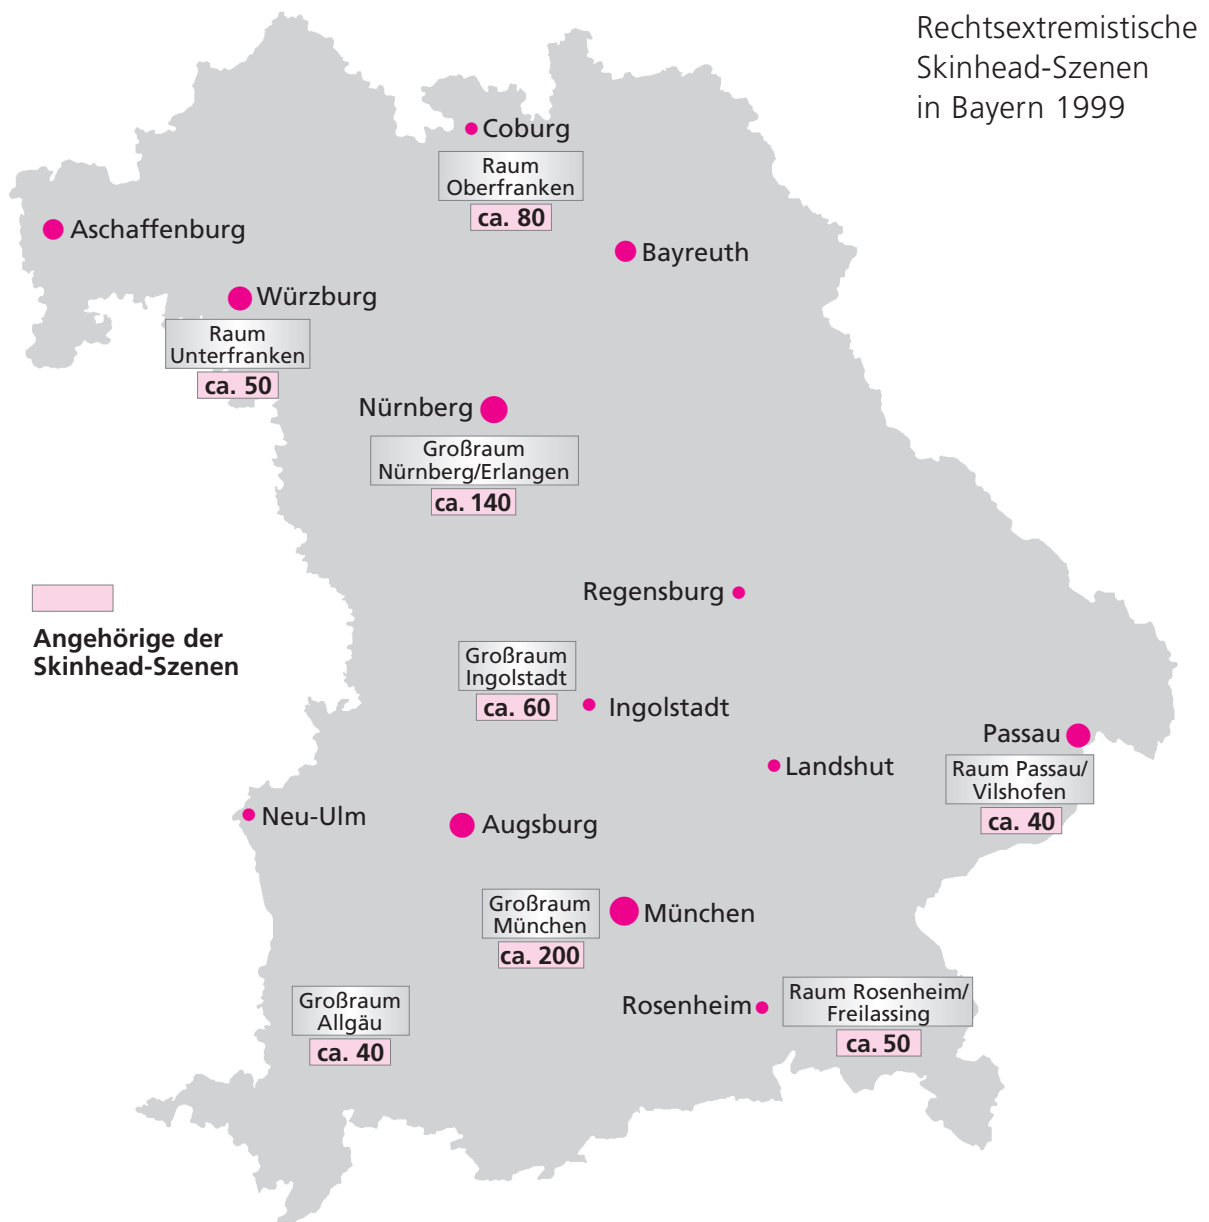 Rechtsextremistische
Skinhead-Szenen
in Bayern 1999
Coburg
Raum
Oberfranken
ca. 80
Aschaffenburg
Bayreuth
Würzburg
Raum
Unterfranken
ca. 50
Nürnberg
Großraum
Nürnberg/Erlangen
ca. 140
Regensburg
Angehörige der
Skinhead-Szenen
Großraum
Ingolstadt
ca. 60
Ingolstadt
Passau
Raum Passau/
Vilshofen
ca. 40
Landshut
Neu-Ulm
Augsburg
Großraum
München
ca. 200
München
Großraum
Allgäu
ca. 40
Rosenheim
Raum Rosenheim/
Freilassing
ca. 50